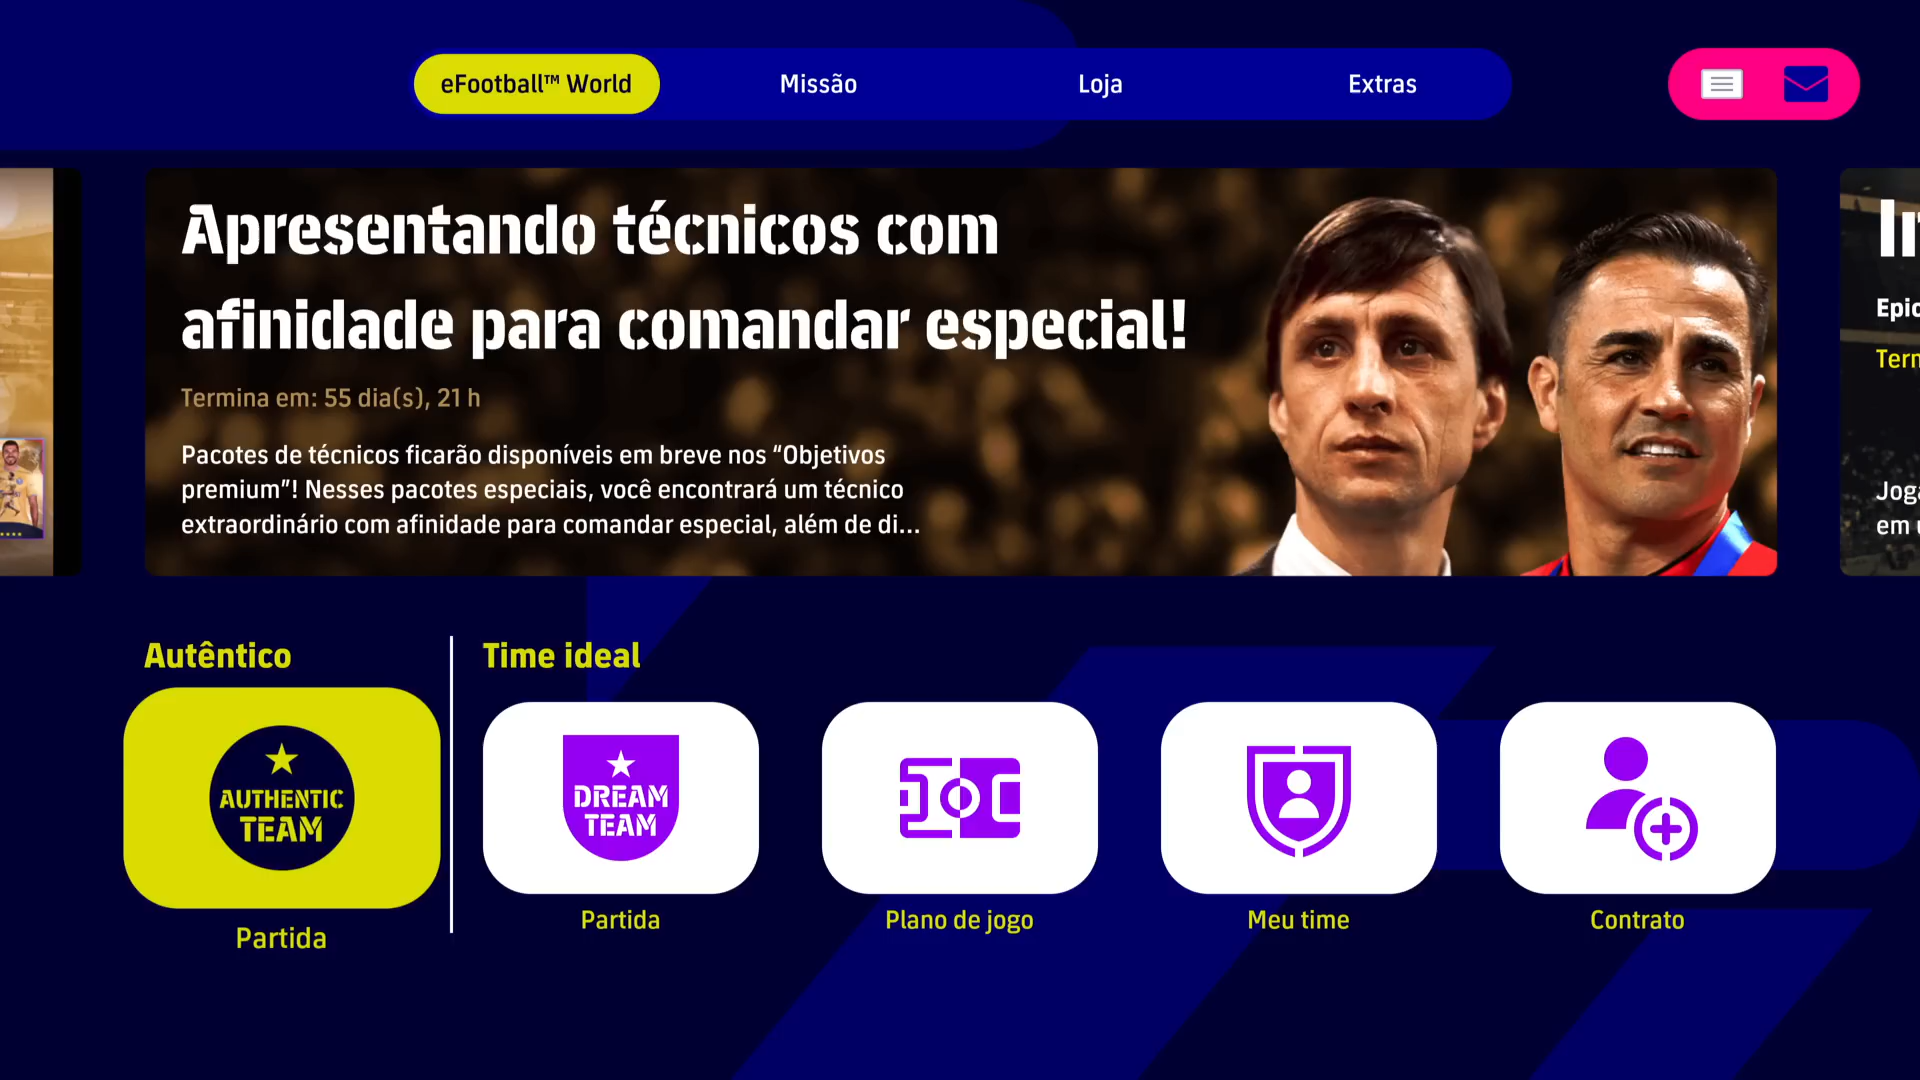 eFootball™ World
Missão
Loja
Extras
Apresentando técnicos com
afinidade para comandar especial!
Termina em: 55 dia(s), 21 h
Pacotes de técnicos ficarão disponíveis em breve nos “Objetivos
premium”! Nesses pacotes especiais, você encontrará um técnico
extraordinário com afinidade para comandar especial, além de di...
Epic
Jog
em
Autêntico
Time ideal
AUTHENTIC
TEAM
DREAM
TEAM
Partida
Partida
Plano de jogo
Meu time
Contrato